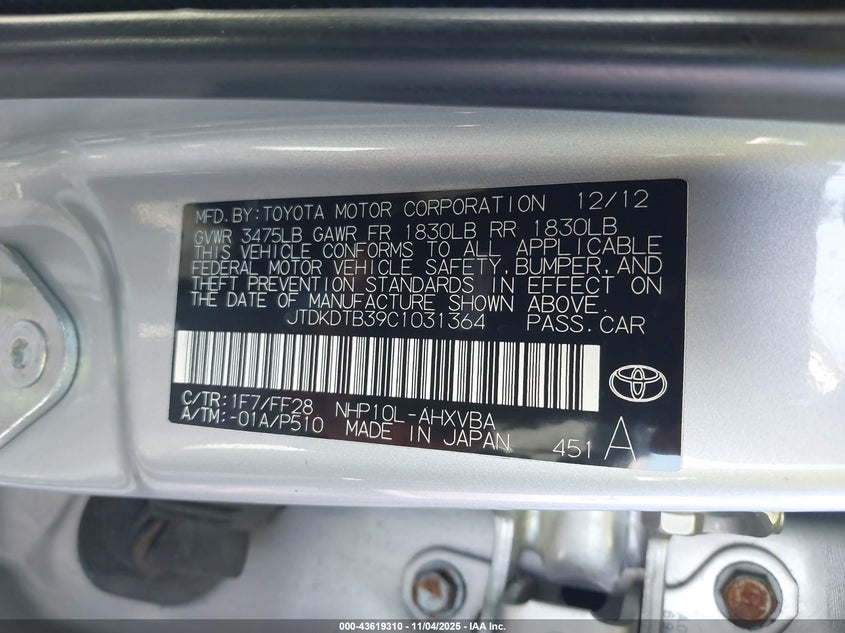 MFD.BY:TOYOTA MOTOR CORPORATION 12/12
GVWR 3475LB GAWR FR 1830LB RR 1830LB
THIS VEHICLE CONFORMS TO ALL APPLICABLE
FEDERAL MOTOR VEHICLE SAFETY, BUMPER, AND
THEFT PREVENTION STANDARDS IN EFFECT ON
THE DATE OF MANUFACTURE SHOWN ABOVE.
JTDKDTB39C1031364 PASS.CAR
C/TR:1F7/FF28 NHP10L-AHXVBA
A/TM:-01A/P510 MADE IN JAPAN
451 A
000-43619310 - 11/04/2025 - VEHICLE